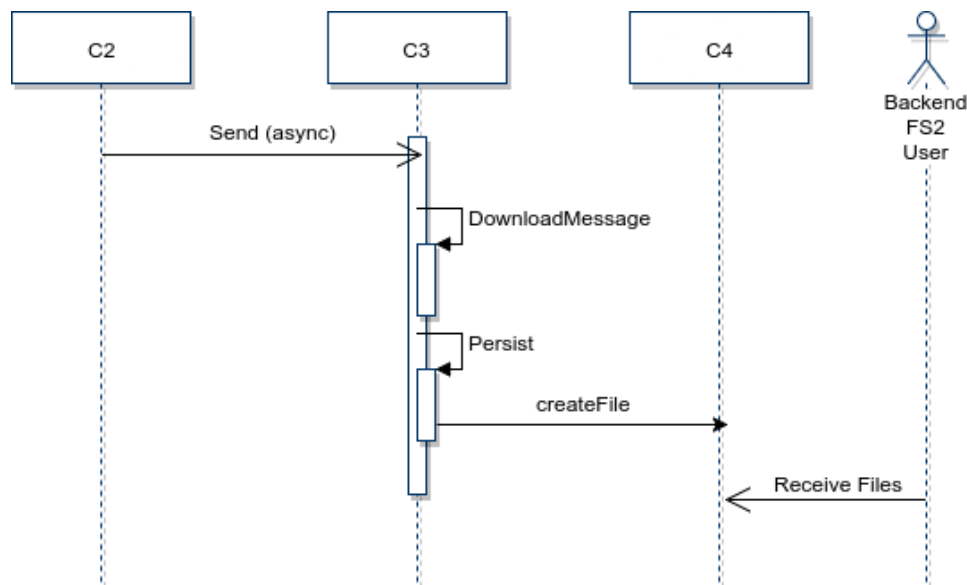 C2
C3
C4
Backend
FS2
User
Send (async)
DownloadMessage
Persist
createFile
Receive Files